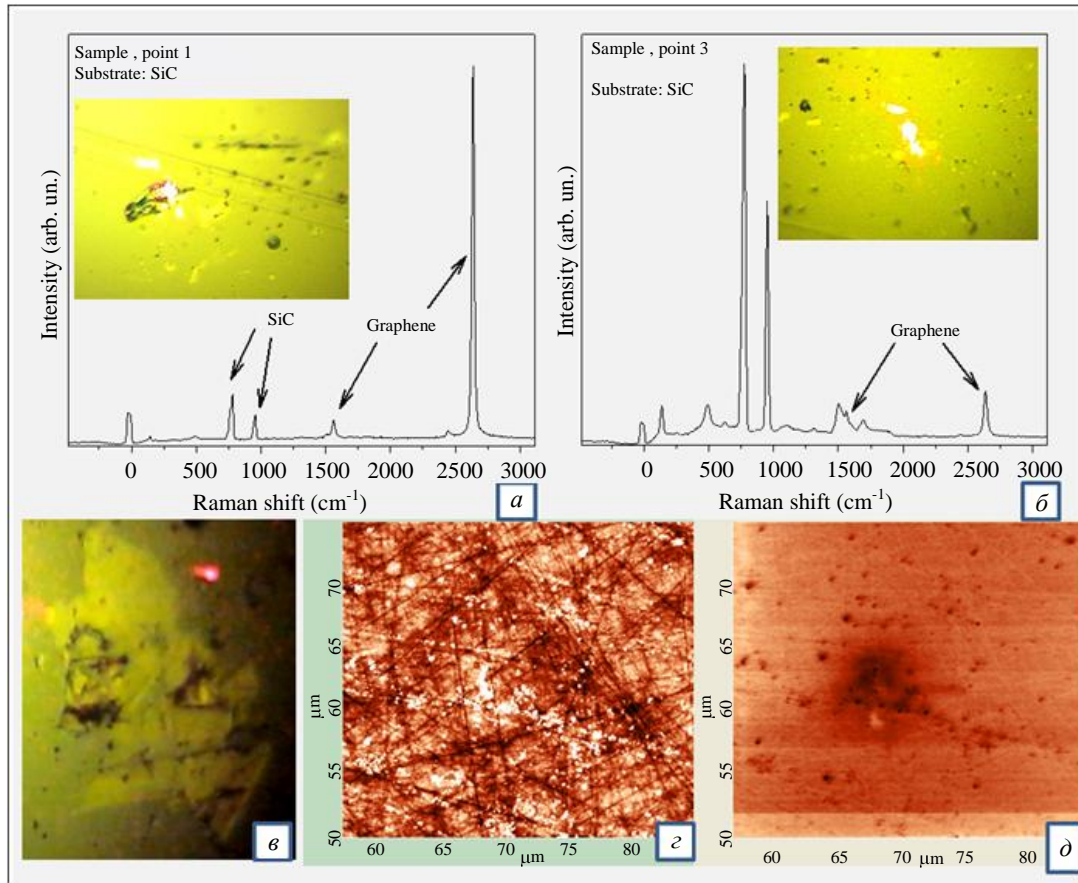 Sample , point 1
Substrate: SiC
Intensity (arb. un.)
SiC
Graphene
0 500 1000 1500 2000 2500 3000
Raman shift (cm⁻¹)
а
Sample , point 3
Substrate: SiC
Intensity (arb. un.)
Graphene
0 500 1000 1500 2000 2500 3000
Raman shift (cm⁻¹)
б
в
70
65
μm
60
55
50
60 65 70 75 80
μm
г
70
65
μm
60
55
50
60 65 70 75 80
μm
д